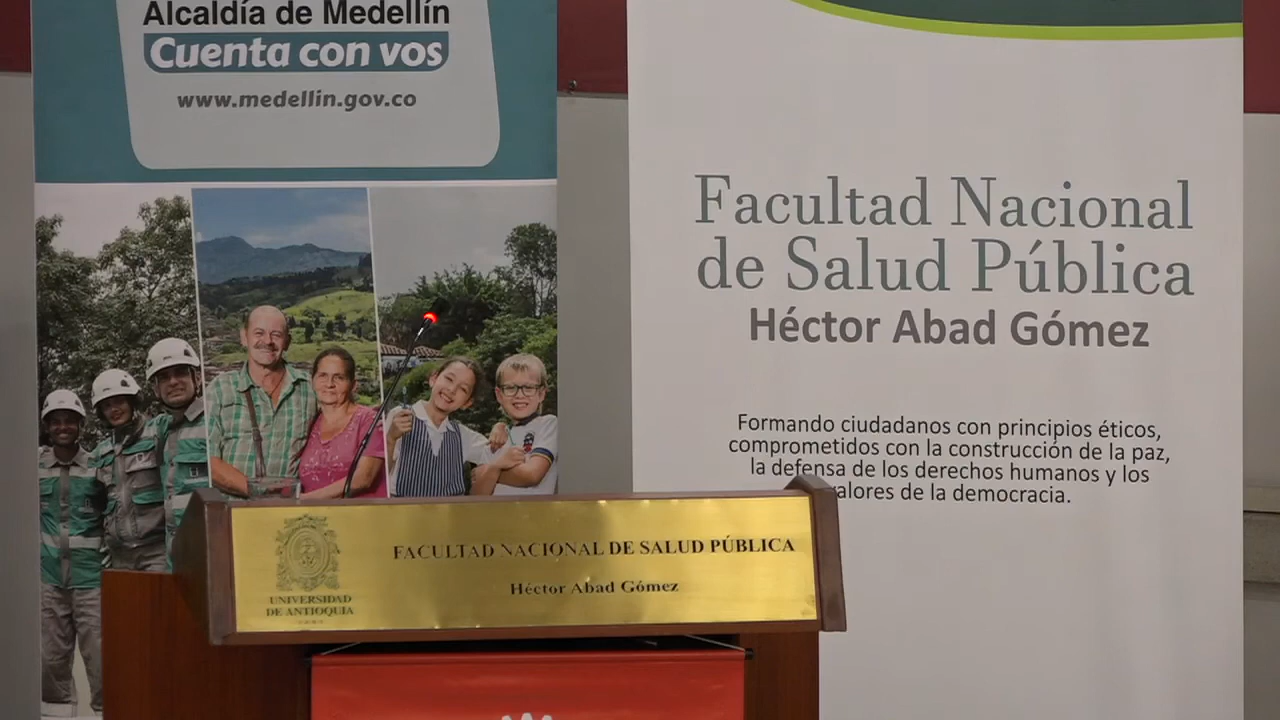 Alcaldía de Medellín
Cuenta con vos
www.medellin.gov.co
Facultad Nacional
de Salud Pública
Héctor Abad Gómez
Formando ciudadanos con principios éticos,
comprometidos con la construcción de la paz,
la defensa de los derechos humanos y los
alores de la democracia.
FACULTAD NACIONAL DE SALUD PÚBLICA
Héctor Abad Gómez
UNIVERSIDAD
DE ANTIOQUIA